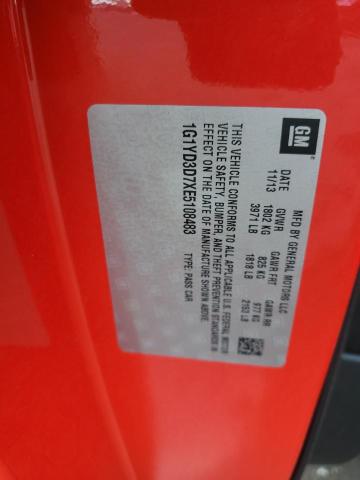 GM
MFD BY GENERAL MOTORS LLC
DATE GVWR GAWR FRT GAWR RR
11/13 1802 KG 825 KG 977 KG
3971 LB 1818 LB 2153 LB
THIS VEHICLE CONFORMS TO ALL APPLICABLE U.S. FEDERAL MOTOR
VEHICLE SAFETY, BUMPER, AND THEFT PREVENTION STANDARDS IN
EFFECT ON THE DATE OF MANUFACTURE SHOWN ABOVE.
1G1YD3D7XE5108483 TYPE: PASS CAR